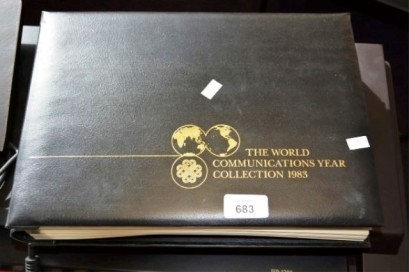 THE WORLD
COMMUNICATIONS YEAR
COLLECTION 1983
683